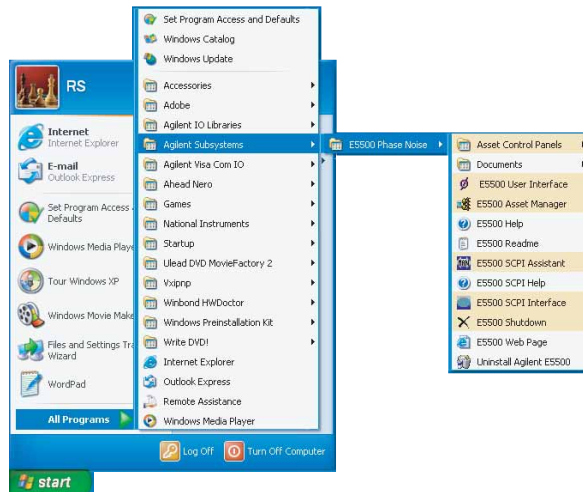 RS
Internet
Internet Explorer
E-mail
Outlook Express
Set Program Access
Defaults
Windows Media Playe
Tour Windows XP
Windows Movie Make
Files and Settings Tra
Wizard
WordPad
All Programs
Set Program Access and Defaults
Windows Catalog
Windows Update
Accessories
Adobe
Agilent IO Libraries
Agilent Subsystems
Agilent Visa Com IO
Ahead Nero
Games
National Instruments
Startup
Ulead DVD MovieFactory 2
Vxipnp
Winbond HWDoctor
Windows Preinstallation Kit
Write DVD!
Internet Explorer
Outlook Express
Remote Assistance
Windows Media Player
E5500 Phase Noise
Asset Control Panels
Documents
E5500 User Interface
E5500 Asset Manager
E5500 Help
E5500 Readme
E5500 SCPI Assistant
E5500 SCPI Help
E5500 SCPI Interface
E5500 Shutdown
E5500 Web Page
Uninstall Agilent E5500
Log Off
Turn Off Computer
start